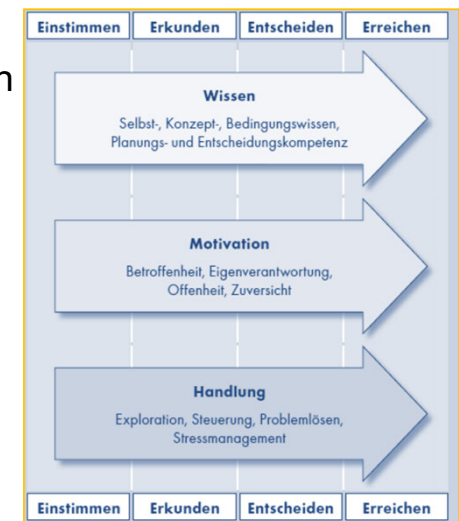 Einstimmen Erkunden Entscheiden Erreichen
n
Wissen
Selbst-, Konzept-, Bedingungswissen,
Planungs- und Entscheidungskompetenz
Motivation
Betroffenheit, Eigenverantwortung,
Offenheit, Zuversicht
Handlung
Exploration, Steuerung, Problemlösen,
Stressmanagement
Einstimmen Erkunden Entscheiden Erreichen